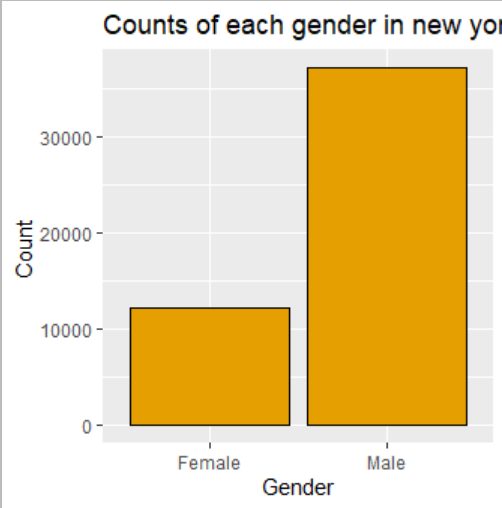 Counts of each gender in new yor
30000
20000
10000
0
Count
Female Male
Gender